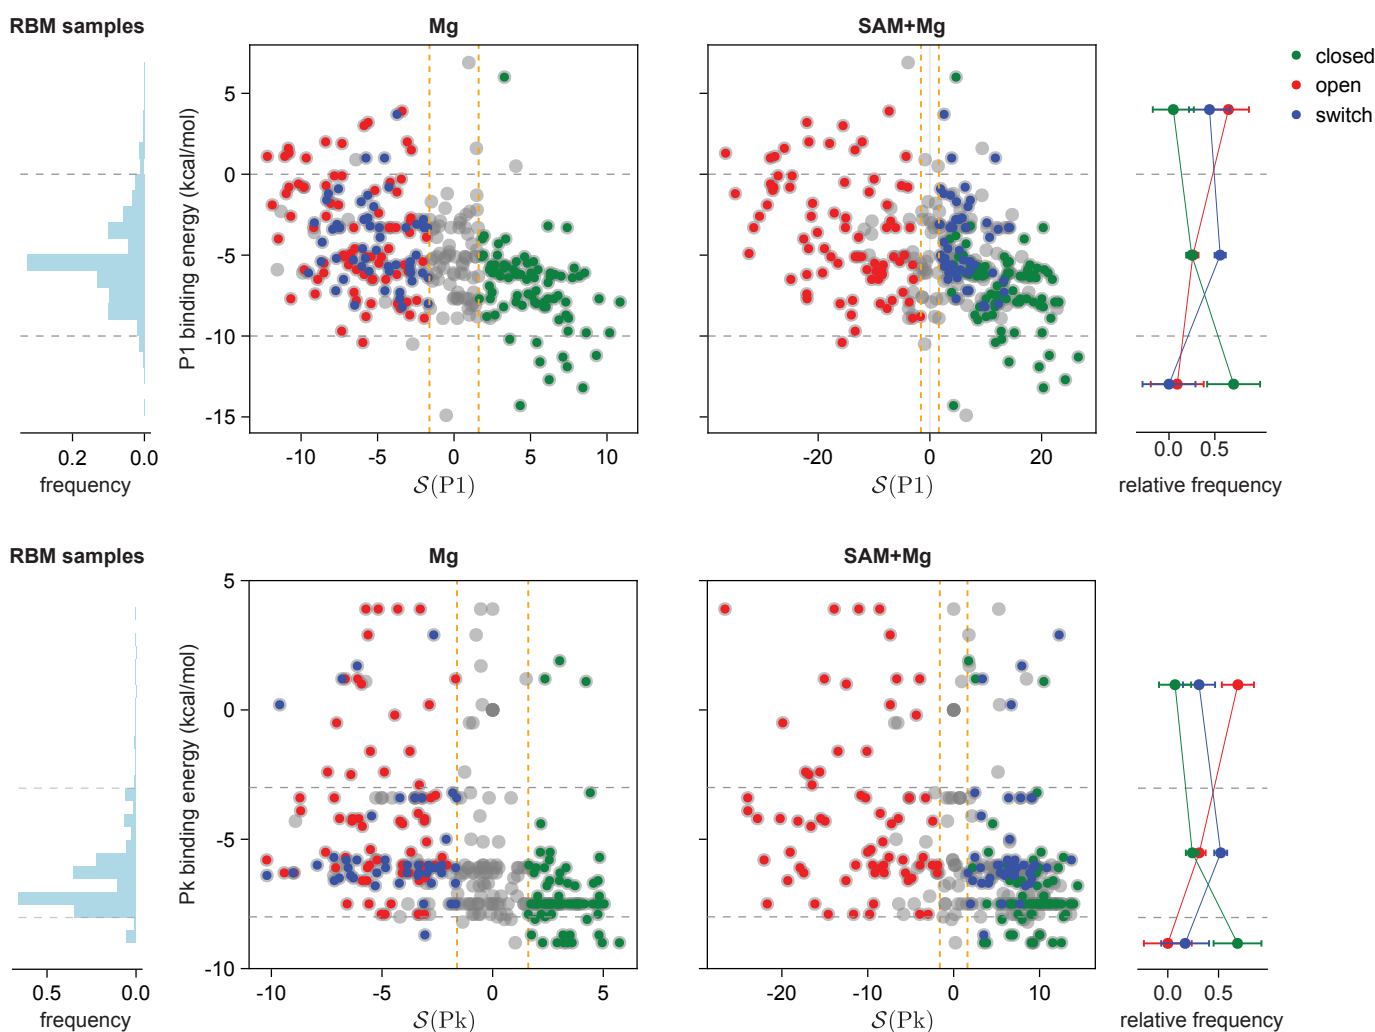 RBM samples
Mg
SAM+Mg
closed
open
switch
P1 binding energy (kcal/mol)
5
0
-5
-10
-15
0.2
0.0
frequency
-10
-5
0
5
10
S(P1)
-20
0
20
S(P1)
0.0
0.5
relative frequency
RBM samples
Mg
SAM+Mg
Pk binding energy (kcal/mol)
5
0
-5
-10
0.5
0.0
frequency
-10
-5
0
5
S(Pk)
-20
-10
0
10
S(Pk)
0.0
0.5
relative frequency